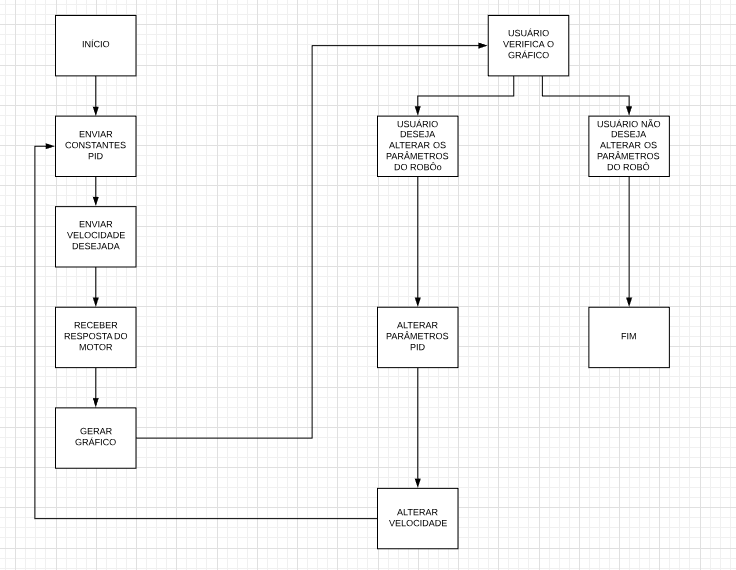 INÍCIO
ENVIAR
CONSTANTES
PID
ENVIAR
VELOCIDADE
DESEJADA
RECEBER
RESPOSTA DO
MOTOR
GERAR
GRÁFICO
USUÁRIO
VERIFICA O
GRÁFICO
USUÁRIO
DESEJA
ALTERAR OS
PARÂMETROS
DO ROBÔo
ALTERAR
PARÂMETROS
PID
ALTERAR
VELOCIDADE
USUÁRIO NÃO
DESEJA
ALTERAR OS
PARÂMETROS
DO ROBÔ
FIM